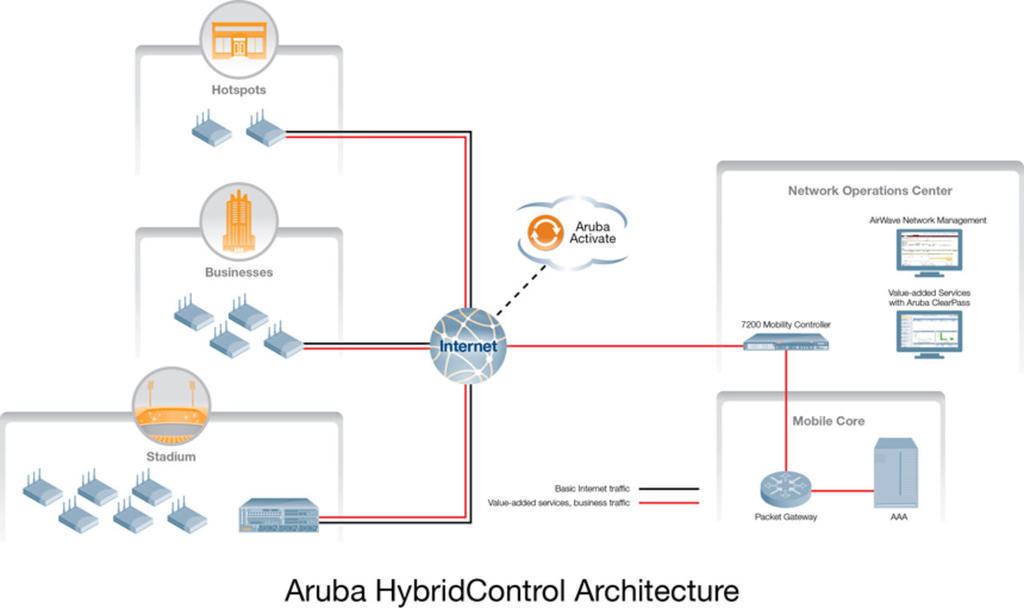 Hotspots
Businesses
Stadium
Aruba
Activate
Internet
Network Operations Center
AirWave Network Management
Value-added Services
with Aruba ClearPass
7200 Mobility Controller
Mobile Core
Packet Gateway
AAA
Basic Internet traffic
Value-added services, business traffic
Aruba HybridControl Architecture